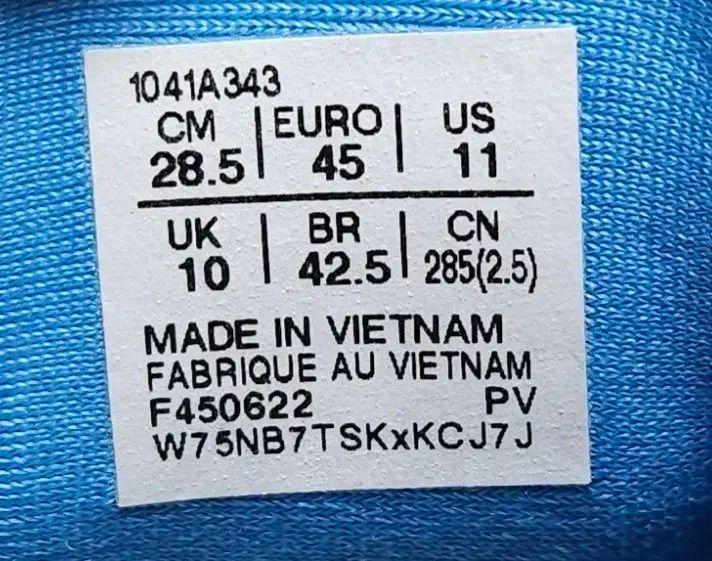 1041A343
CM | EURO | US
28.5 | 45 | 11
UK | BR | CN
10 | 42.5 | 285(2.5)
MADE IN VIETNAM
FABRIQUE AU VIETNAM
F450622 PV
W75NB7TSKxKCJ7J